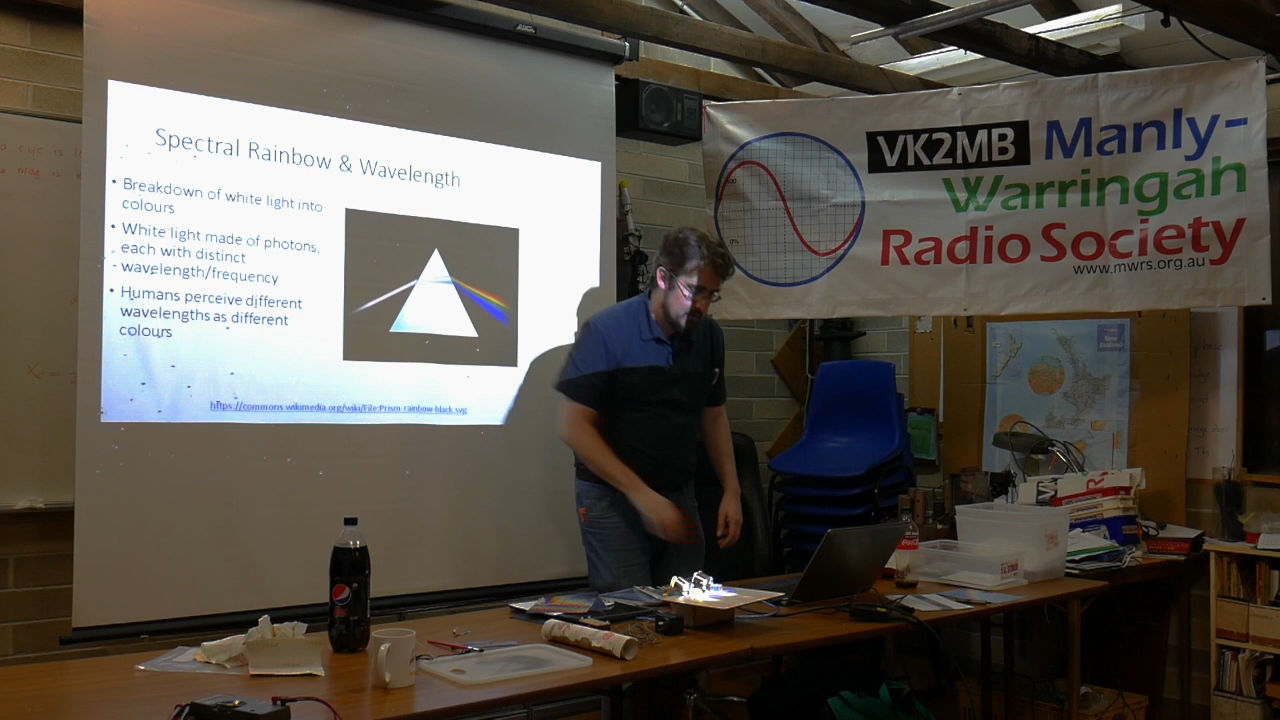 Spectral Rainbow & Wavelength
• Breakdown of white light into
colours
• White light made of photons,
each with distinct
wavelength/frequency
• Humans perceive different
wavelengths as different
colours
https://commons.wikimedia.org/wiki/File:Prism-rainbow-black.svg
VK2MB Manly-
Warringah
Radio Society
www.mwrs.org.au
pepsi